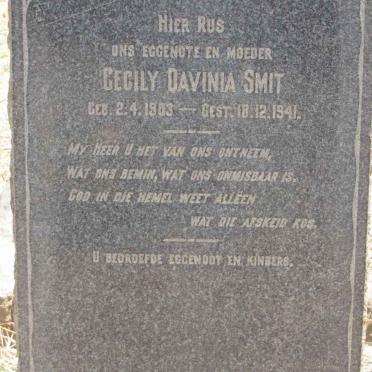 HIER RUS
ONS EGGENOTE EN MOEDER
CECILY DAVINIA SMIT
GEB. 2.4.1903 — GEST. 18.12.1941.
MY HEER U HET VAN ONS ONTNEEM,
WAT ONS BEMIN, WAT ONS ONMISBAAR IS.
GOD IN DIE HEMEL WEET ALLEEN
WAT DIE AFSKEID KOS.
U BEDROEFDE EGGENOOT EN KINDERS.